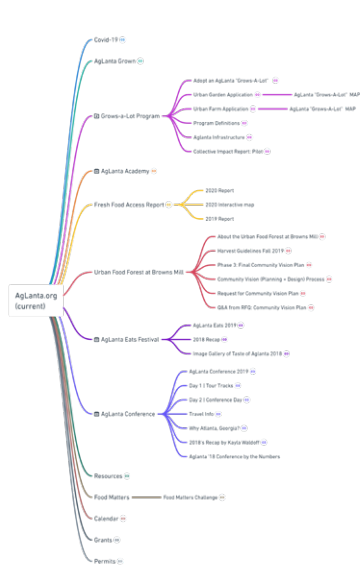 Covid-19
AgLanta Grown
Grows-a-Lot Program
Adopt an AgLanta "Grows-A-Lot"
Urban Garden Application
AgLanta "Grows-A-Lot" MAP
Urban Farm Application
AgLanta "Grows-A-Lot" MAP
Program Definitions
Aglanta Infrastructure
Collective Impact Report: Pilot
AgLanta Academy
Fresh Food Access Report
2020 Report
2020 Interactive map
2019 Report
Urban Food Forest at Browns Mill
About the Urban Food Forest at Browns Mill
Harvest Guidelines Fall 2019
Phase 3: Final Community Vision Plan
Community Vision (Planning + Design) Process
Request for Community Vision Plan
Q&A from RFQ: Community Vision Plan
AgLanta.org
(current)
AgLanta Eats Festival
AgLanta Eats 2019
2018 Recap
Image Gallery of Taste of Aglanta 2018
AgLanta Conference
AgLanta Conference 2019
Day 1 | Tour Tracks
Day 2 | Conference Day
Travel Info
Why Atlanta, Georgia?
2018's Recap by Kayla Waldoff
Aglanta '18 Conference by the Numbers
Resources
Food Matters
Food Matters Challenge
Calendar
Grants
Permits